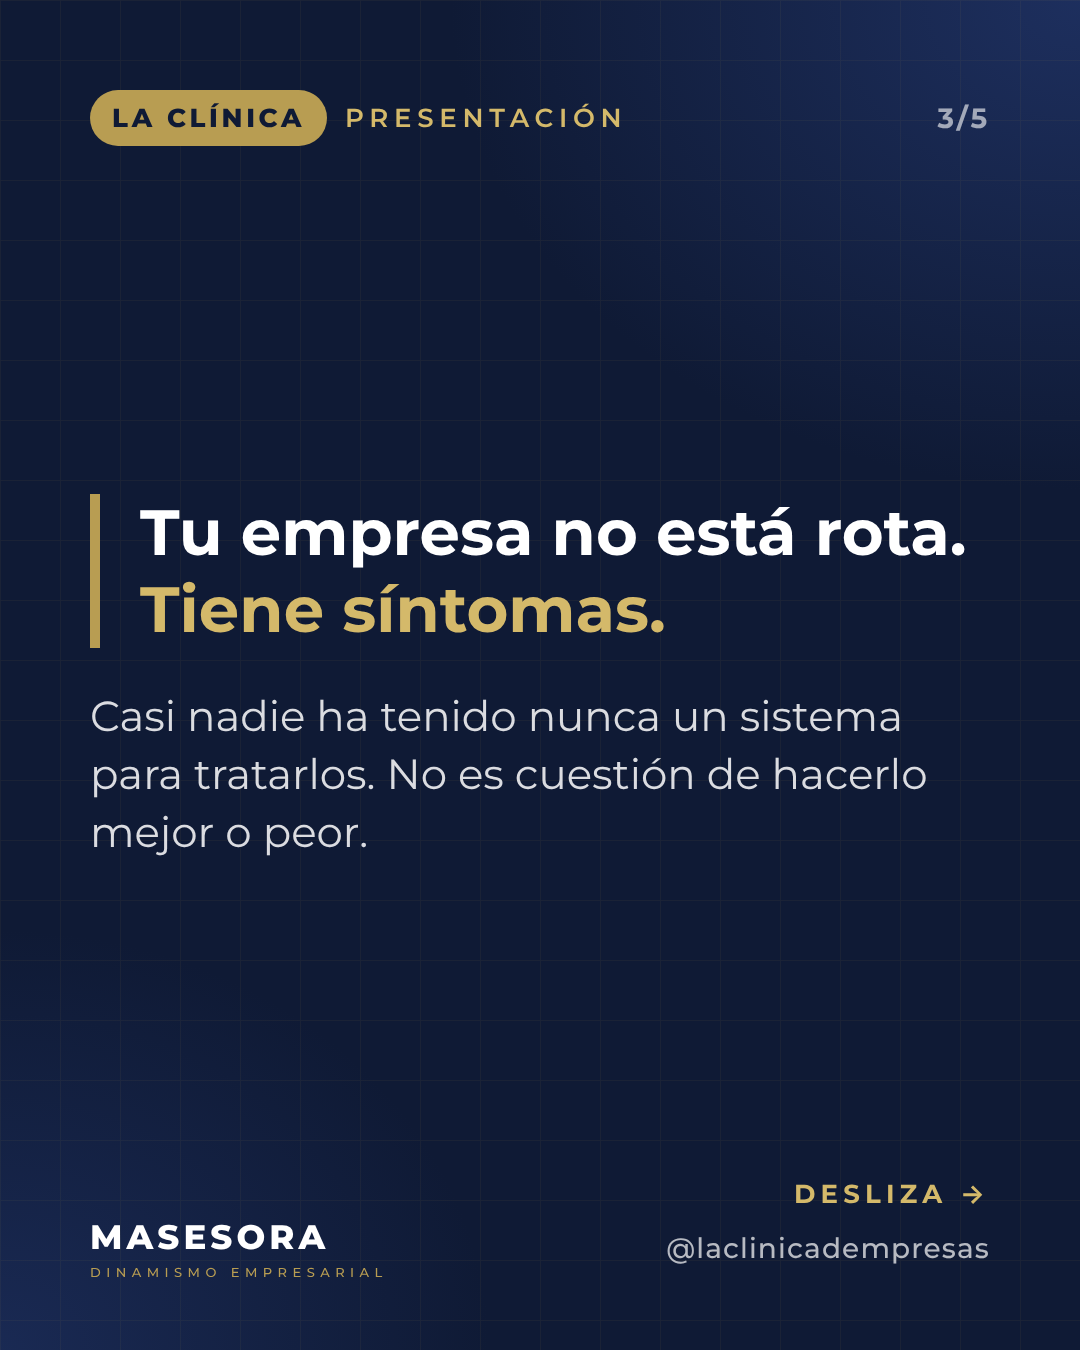 LA CLÍNICA PRESENTACIÓN 3/5
Tu empresa no está rota.
Tiene síntomas.
Casi nadie ha tenido nunca un sistema
para tratarlos. No es cuestión de hacerlo
mejor o peor.
DESLIZA →
MASESORA
DINAMISMO EMPRESARIAL
@laclinicadempresas